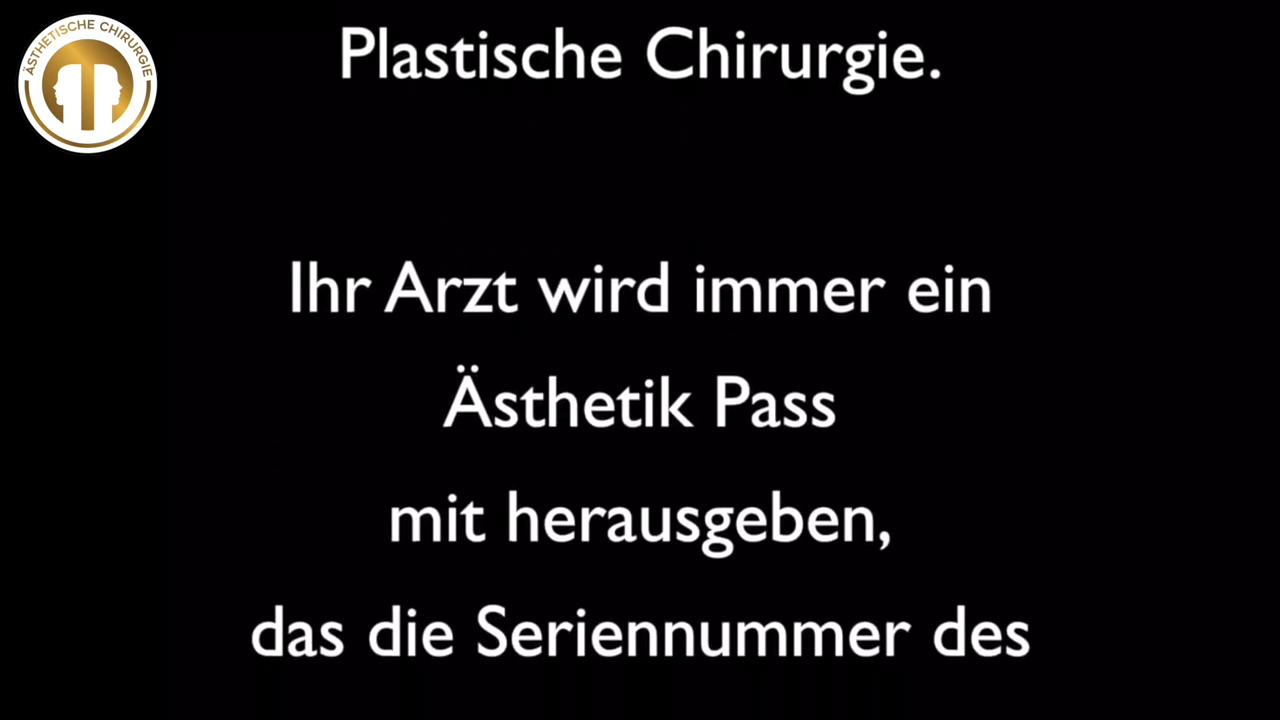 ÄSTHETISCHE CHIRURGIE
Plastische Chirurgie.
Ihr Arzt wird immer ein
Ästhetik Pass
mit herausgeben,
das die Seriennummer des